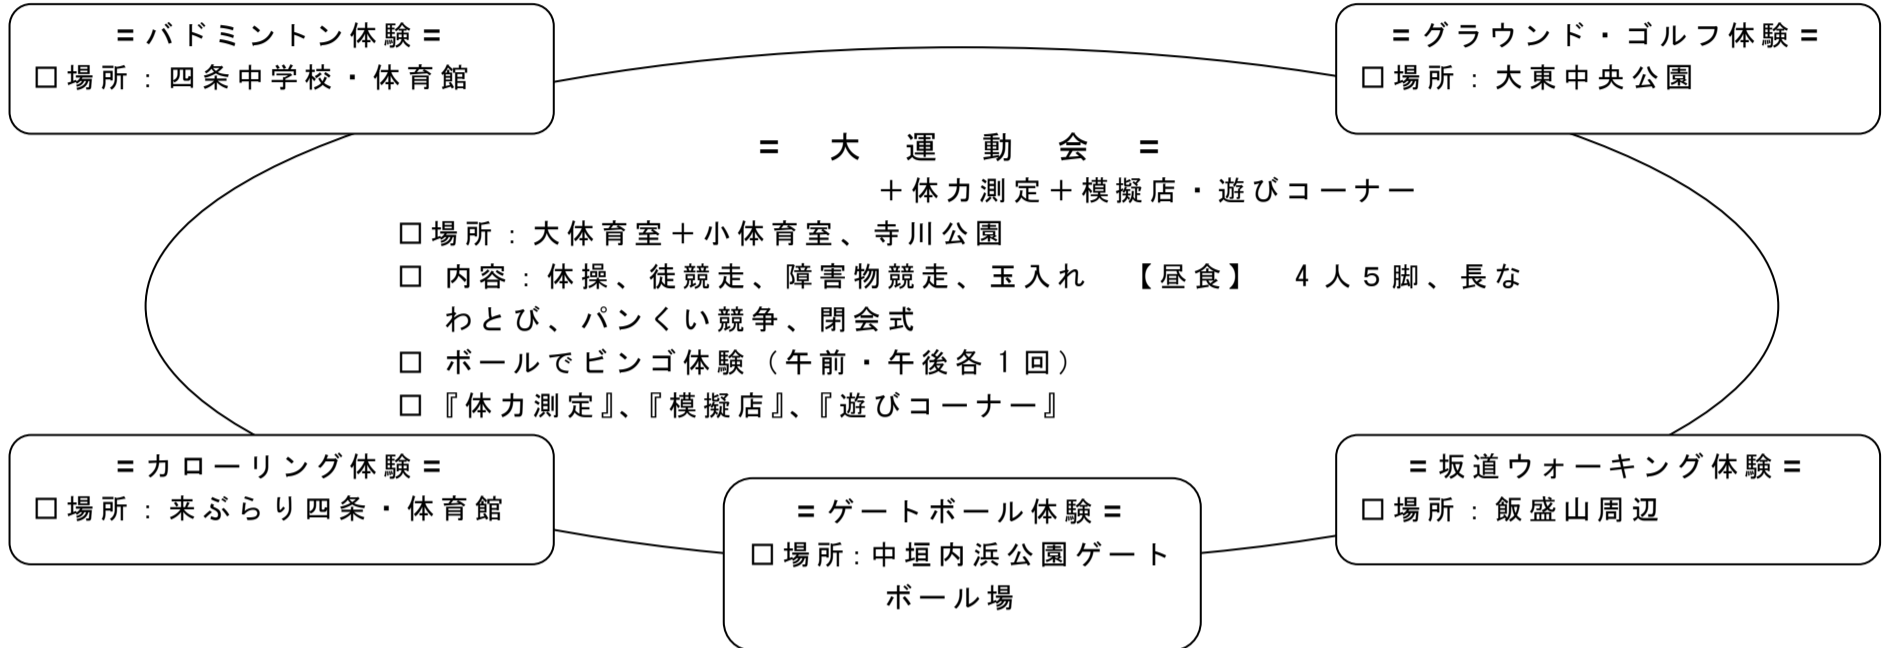 =バドミントン体験=
□場所：四条中学校・体育館
=グラウンド・ゴルフ体験=
□場所：大東中央公園
= 大 運 動 会 =
＋体力測定＋模擬店・遊びコーナー
□場所：大体育室＋小体育室、寺川公園
□ 内容：体操、徒競走、障害物競走、玉入れ 【昼食】 4人5脚、長な
わとび、パンくい競争、閉会式
□ ボールでビンゴ体験（午前・午後各1回）
□『体力測定』、『模擬店』、『遊びコーナー』
=カローリング体験=
□場所：来ぶらり四条・体育館
=ゲートボール体験=
□場所：中垣内浜公園ゲート
ボール場
=坂道ウォーキング体験=
□場所：飯盛山周辺